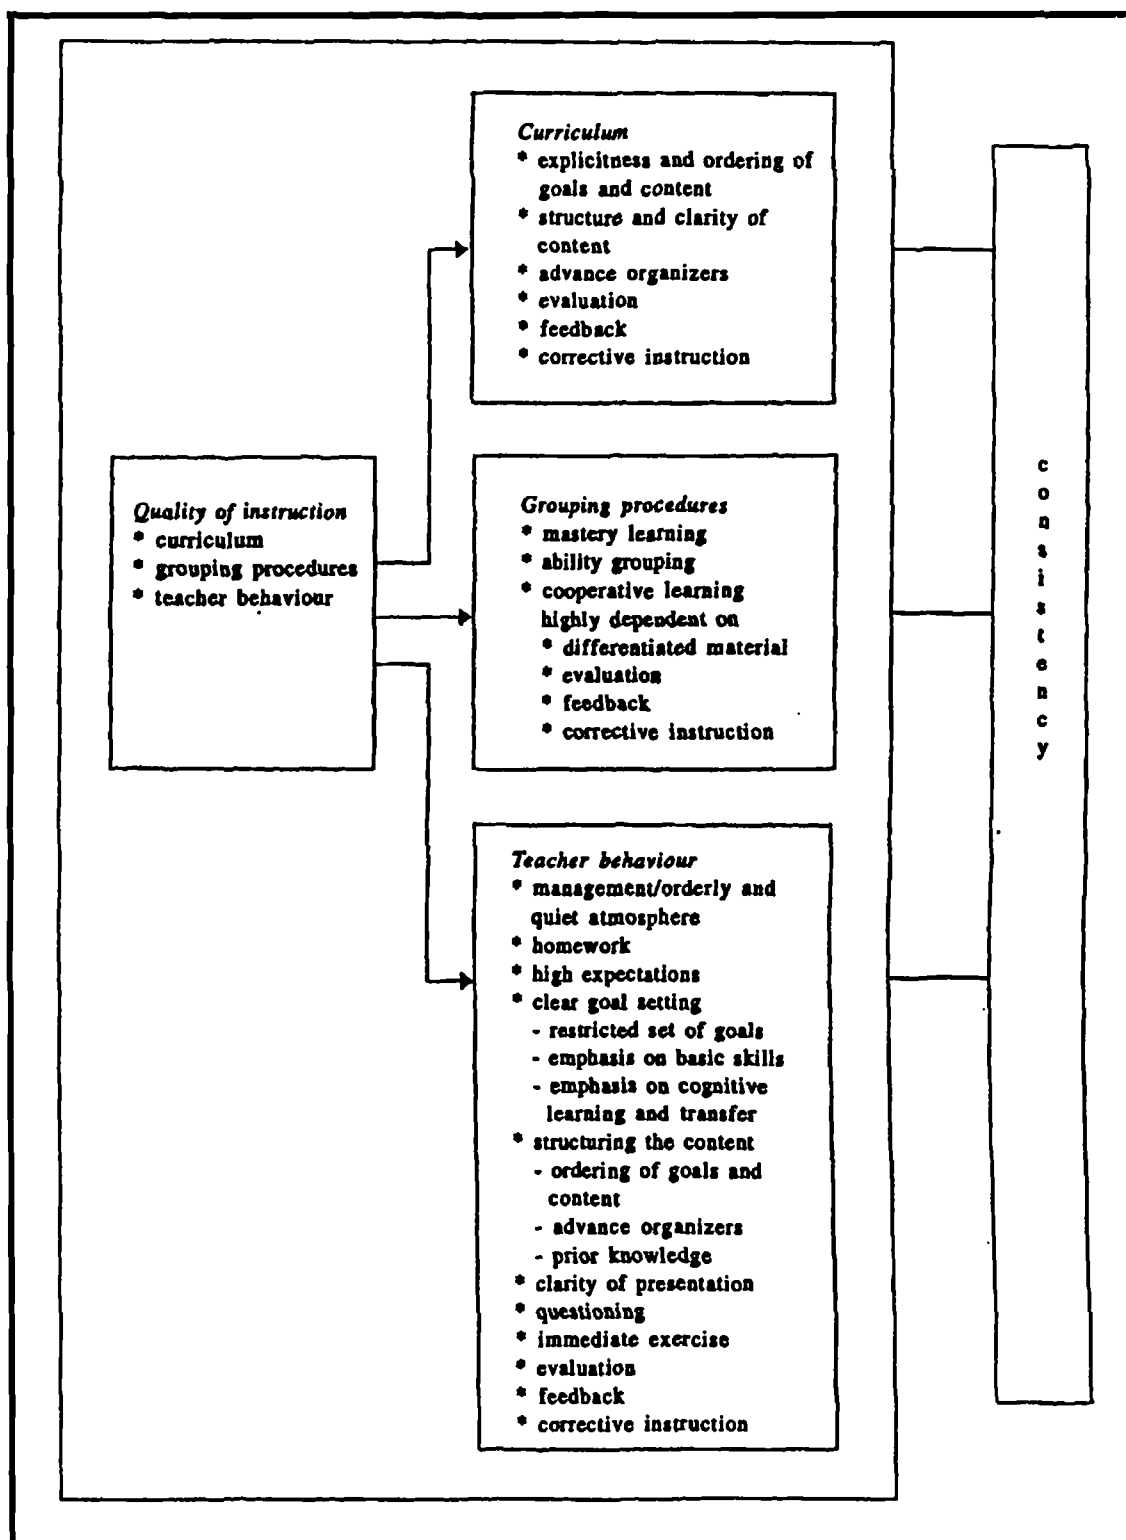 Curriculum
* explicitness and ordering of
goals and content
* structure and clarity of
content
* advance organizers
* evaluation
* feedback
* corrective instruction
Quality of instruction
* curriculum
* grouping procedures
* teacher behaviour
Grouping procedures
* mastery learning
* ability grouping
* cooperative learning
highly dependent on
* differentiated material
* evaluation
* feedback
* corrective instruction
Teacher behaviour
* management/orderly and
quiet atmosphere
* homework
* high expectations
* clear goal setting
- restricted set of goals
- emphasis on basic skills
- emphasis on cognitive
learning and transfer
* structuring the content
- ordering of goals and
content
- advance organizers
- prior knowledge
* clarity of presentation
* questioning
* immediate exercise
* evaluation
* feedback
* corrective instruction
c
o
n
s
i
s
t
e
n
c
y